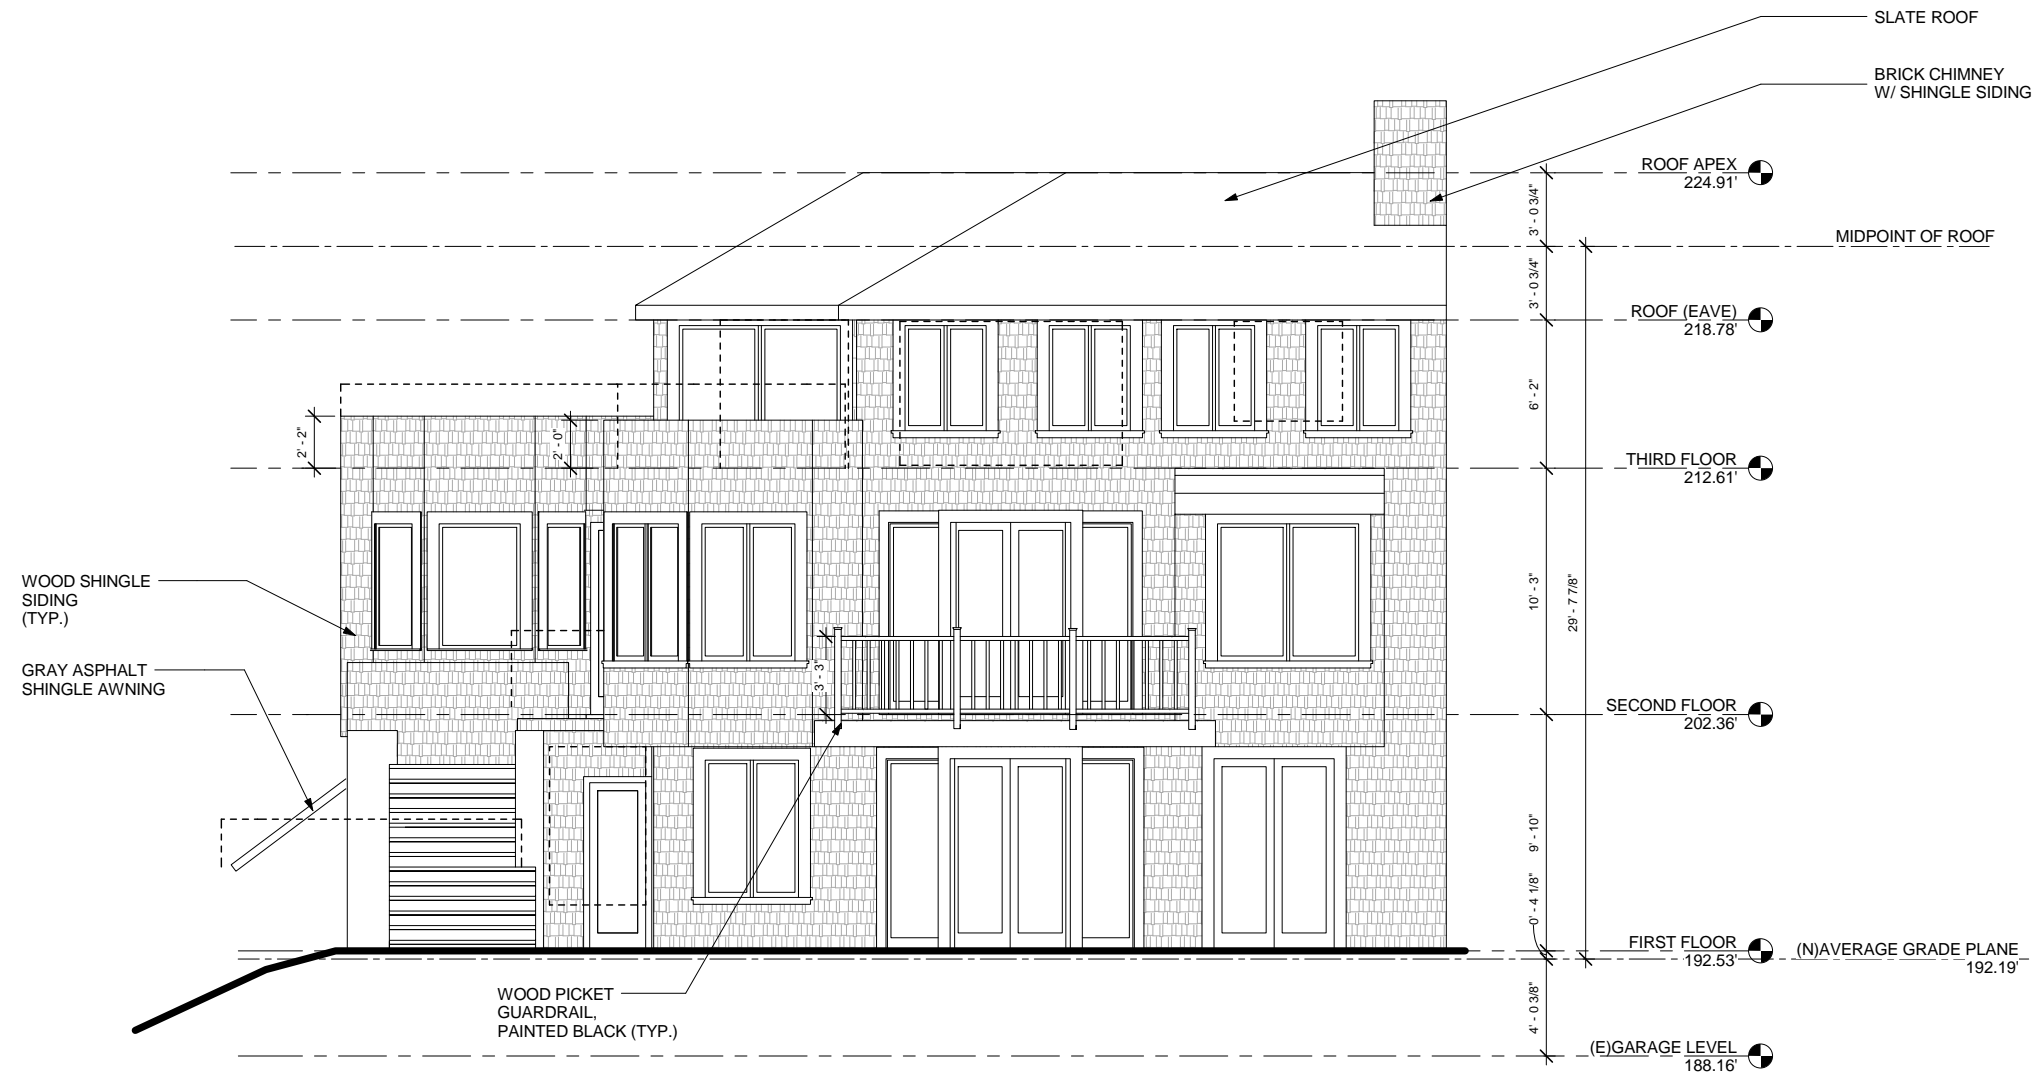 SLATE ROOF
BRICK CHIMNEY
W/ SHINGLE SIDING
ROOF APEX
224.91'
3' - 0 3/4"
MIDPOINT OF ROOF
3' - 0 3/4"
ROOF (EAVE)
218.78'
6' - 2"
2' - 2"
2' - 0"
THIRD FLOOR
212.61'
10' - 3"
29' - 7 7/8"
WOOD SHINGLE
SIDING
(TYP.)
GRAY ASPHALT
SHINGLE AWNING
3' - 3"
SECOND FLOOR
202.36'
9' - 10"
0' - 4 1/8"
FIRST FLOOR
192.53'
(N)AVERAGE GRADE PLANE
192.19'
WOOD PICKET
GUARDRAIL,
PAINTED BLACK (TYP.)
4' - 0 3/8"
(E)GARAGE LEVEL
188.16'